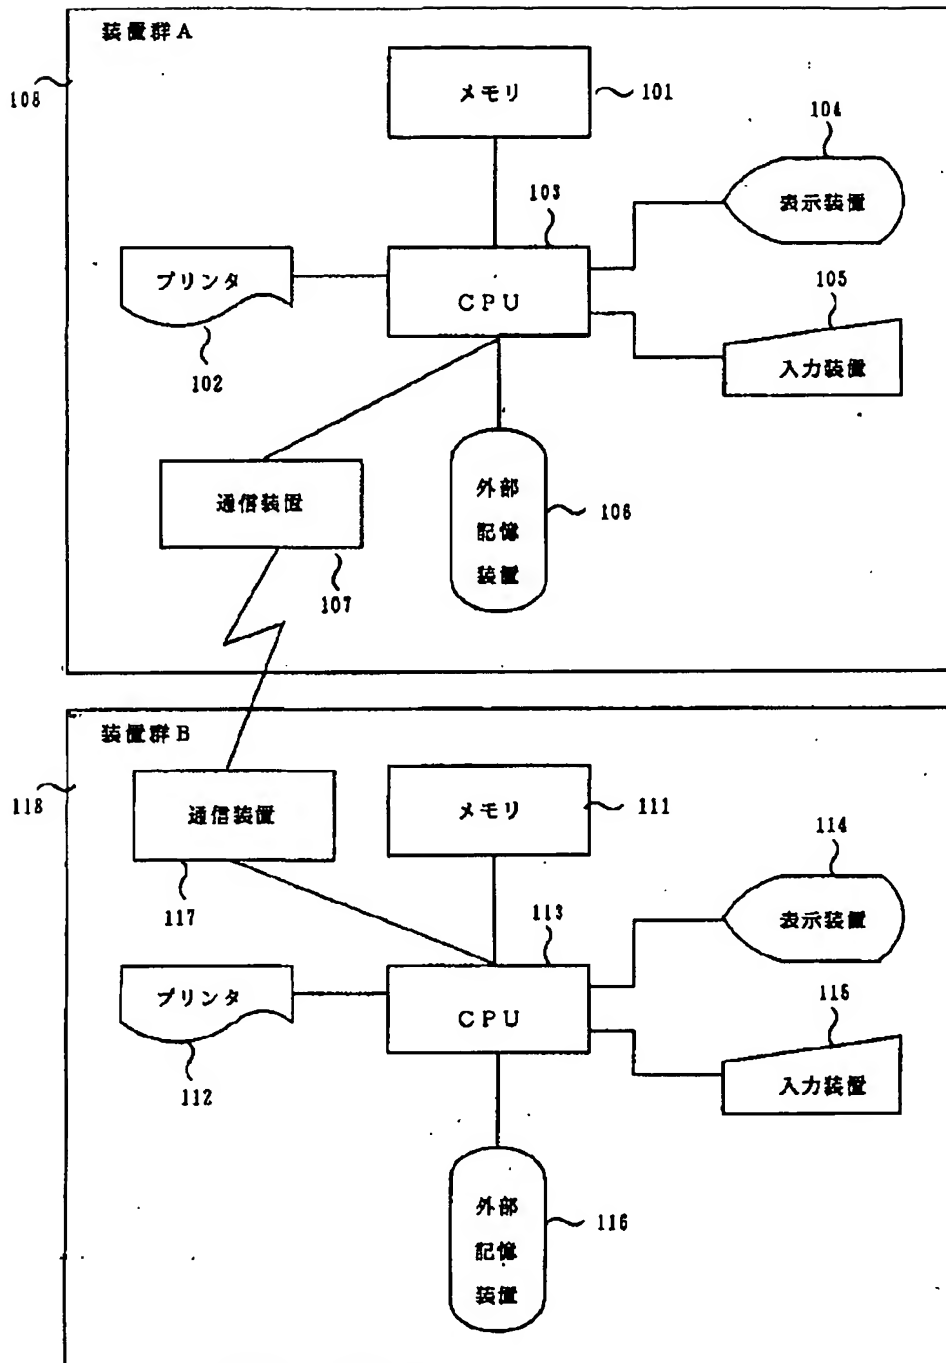 装置群A
108
メモリ
101
104
表示装置
103
CPU
プリンタ
102
105
入力装置
通信装置
107
外部
記憶
装置
106
装置群B
118
通信装置
117
メモリ
111
114
表示装置
113
CPU
プリンタ
112
115
入力装置
外部
記憶
装置
116